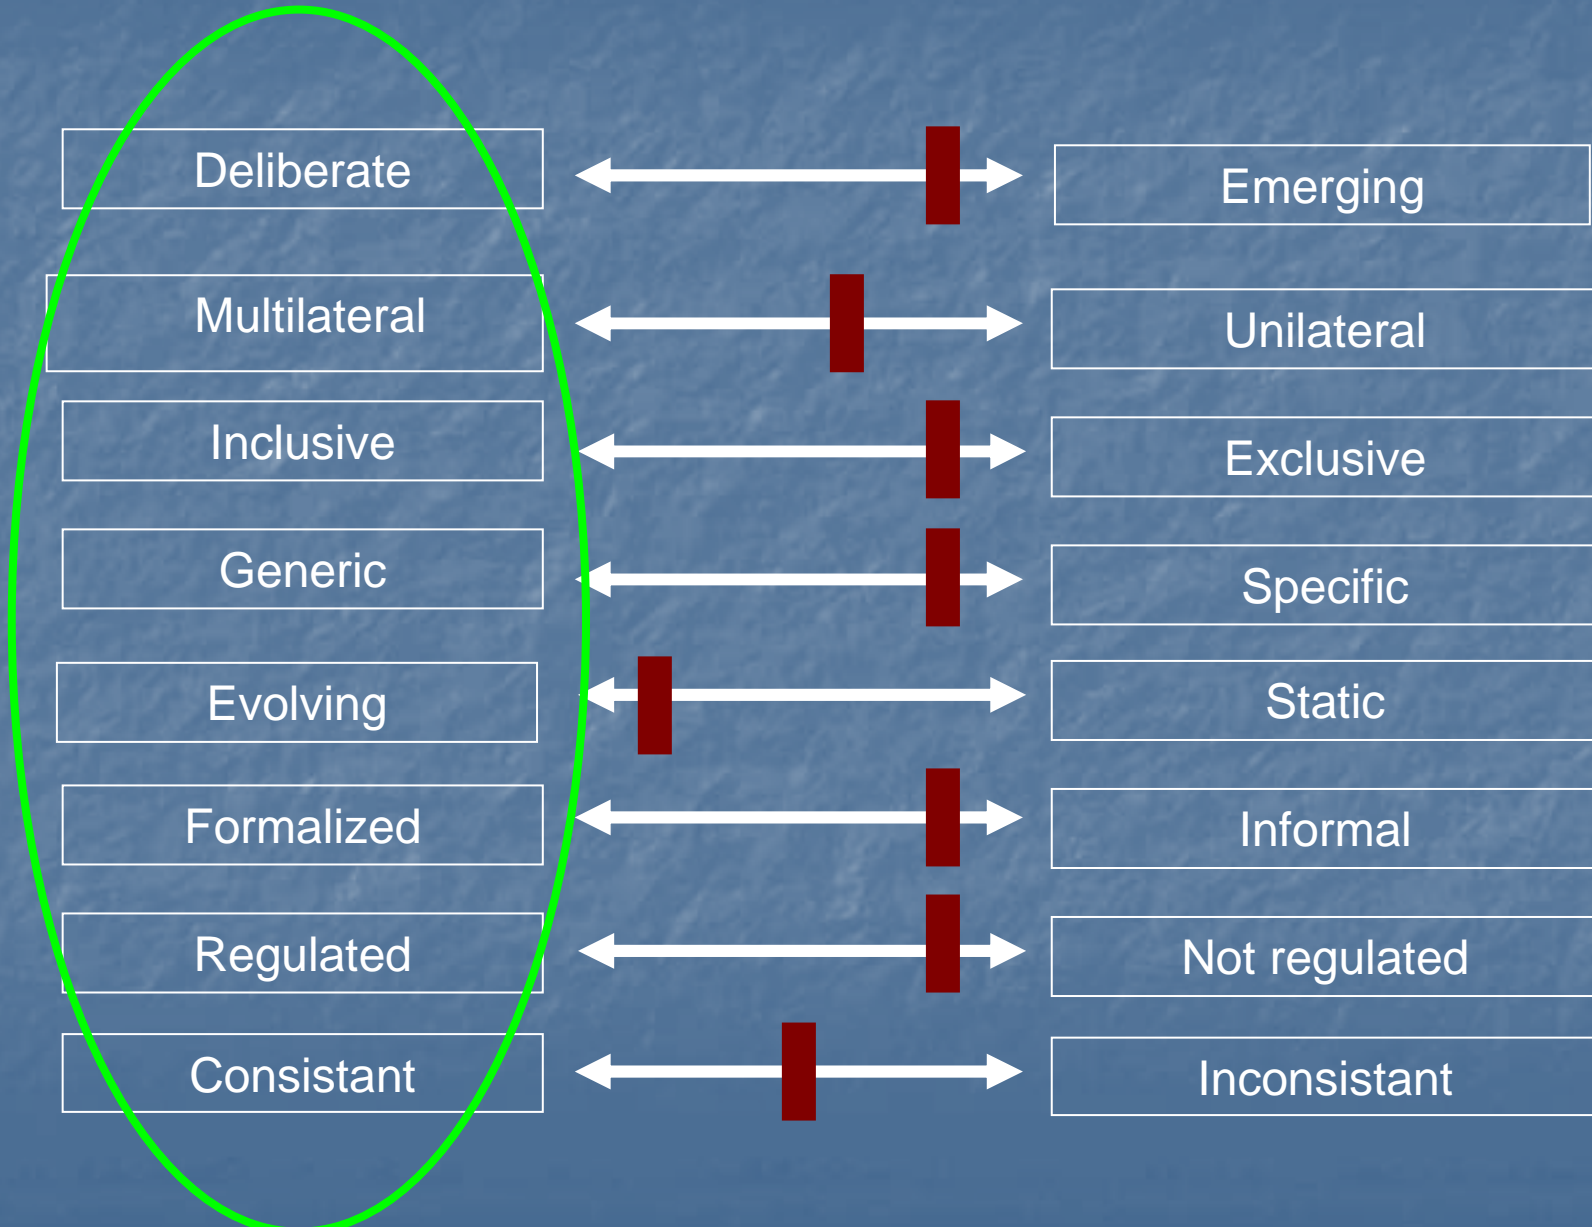 Deliberate
Emerging
Multilateral
Unilateral
Inclusive
Exclusive
Generic
Specific
Evolving
Static
Formalized
Informal
Regulated
Not regulated
Consistant
Inconsistant